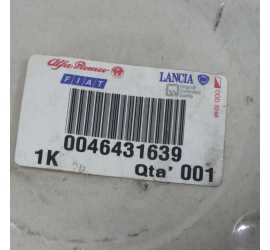 Alfa Romeo
LANCIA
FIAT
0046431639
1K
Qta' 001